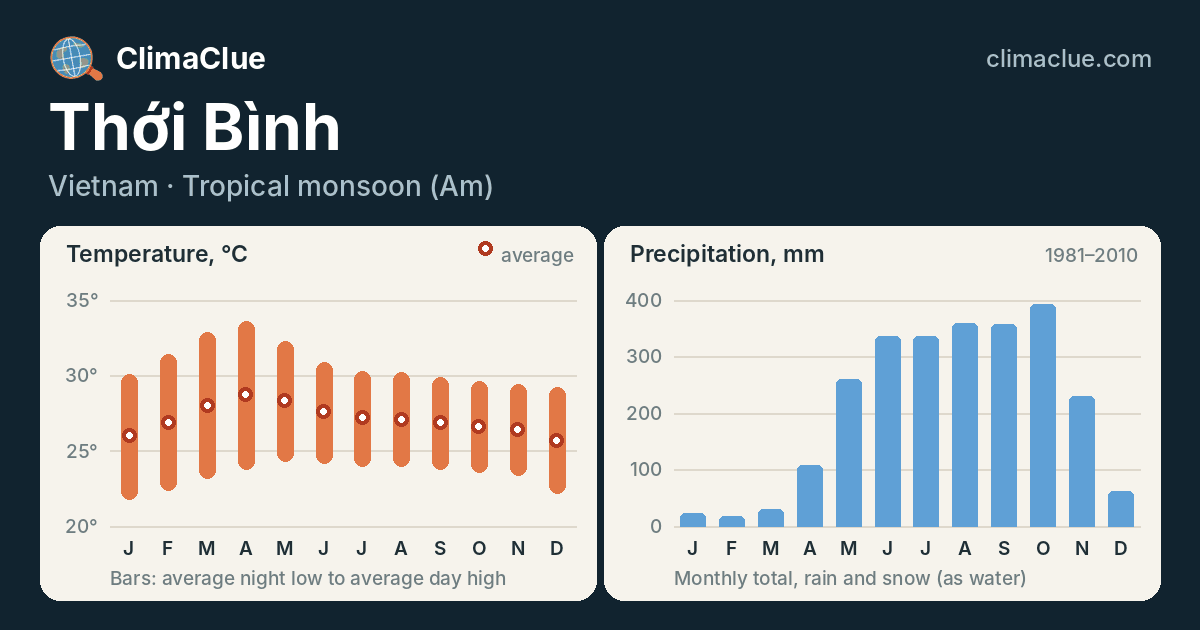 ClimaClue
climaclue.com
Thới Bình
Vietnam · Tropical monsoon (Am)
Temperature, °C
average
35°
30°
25°
20°
J F M A M J J A S O N D
Bars: average night low to average day high
Precipitation, mm
1981–2010
400
300
200
100
0
J F M A M J J A S O N D
Monthly total, rain and snow (as water)